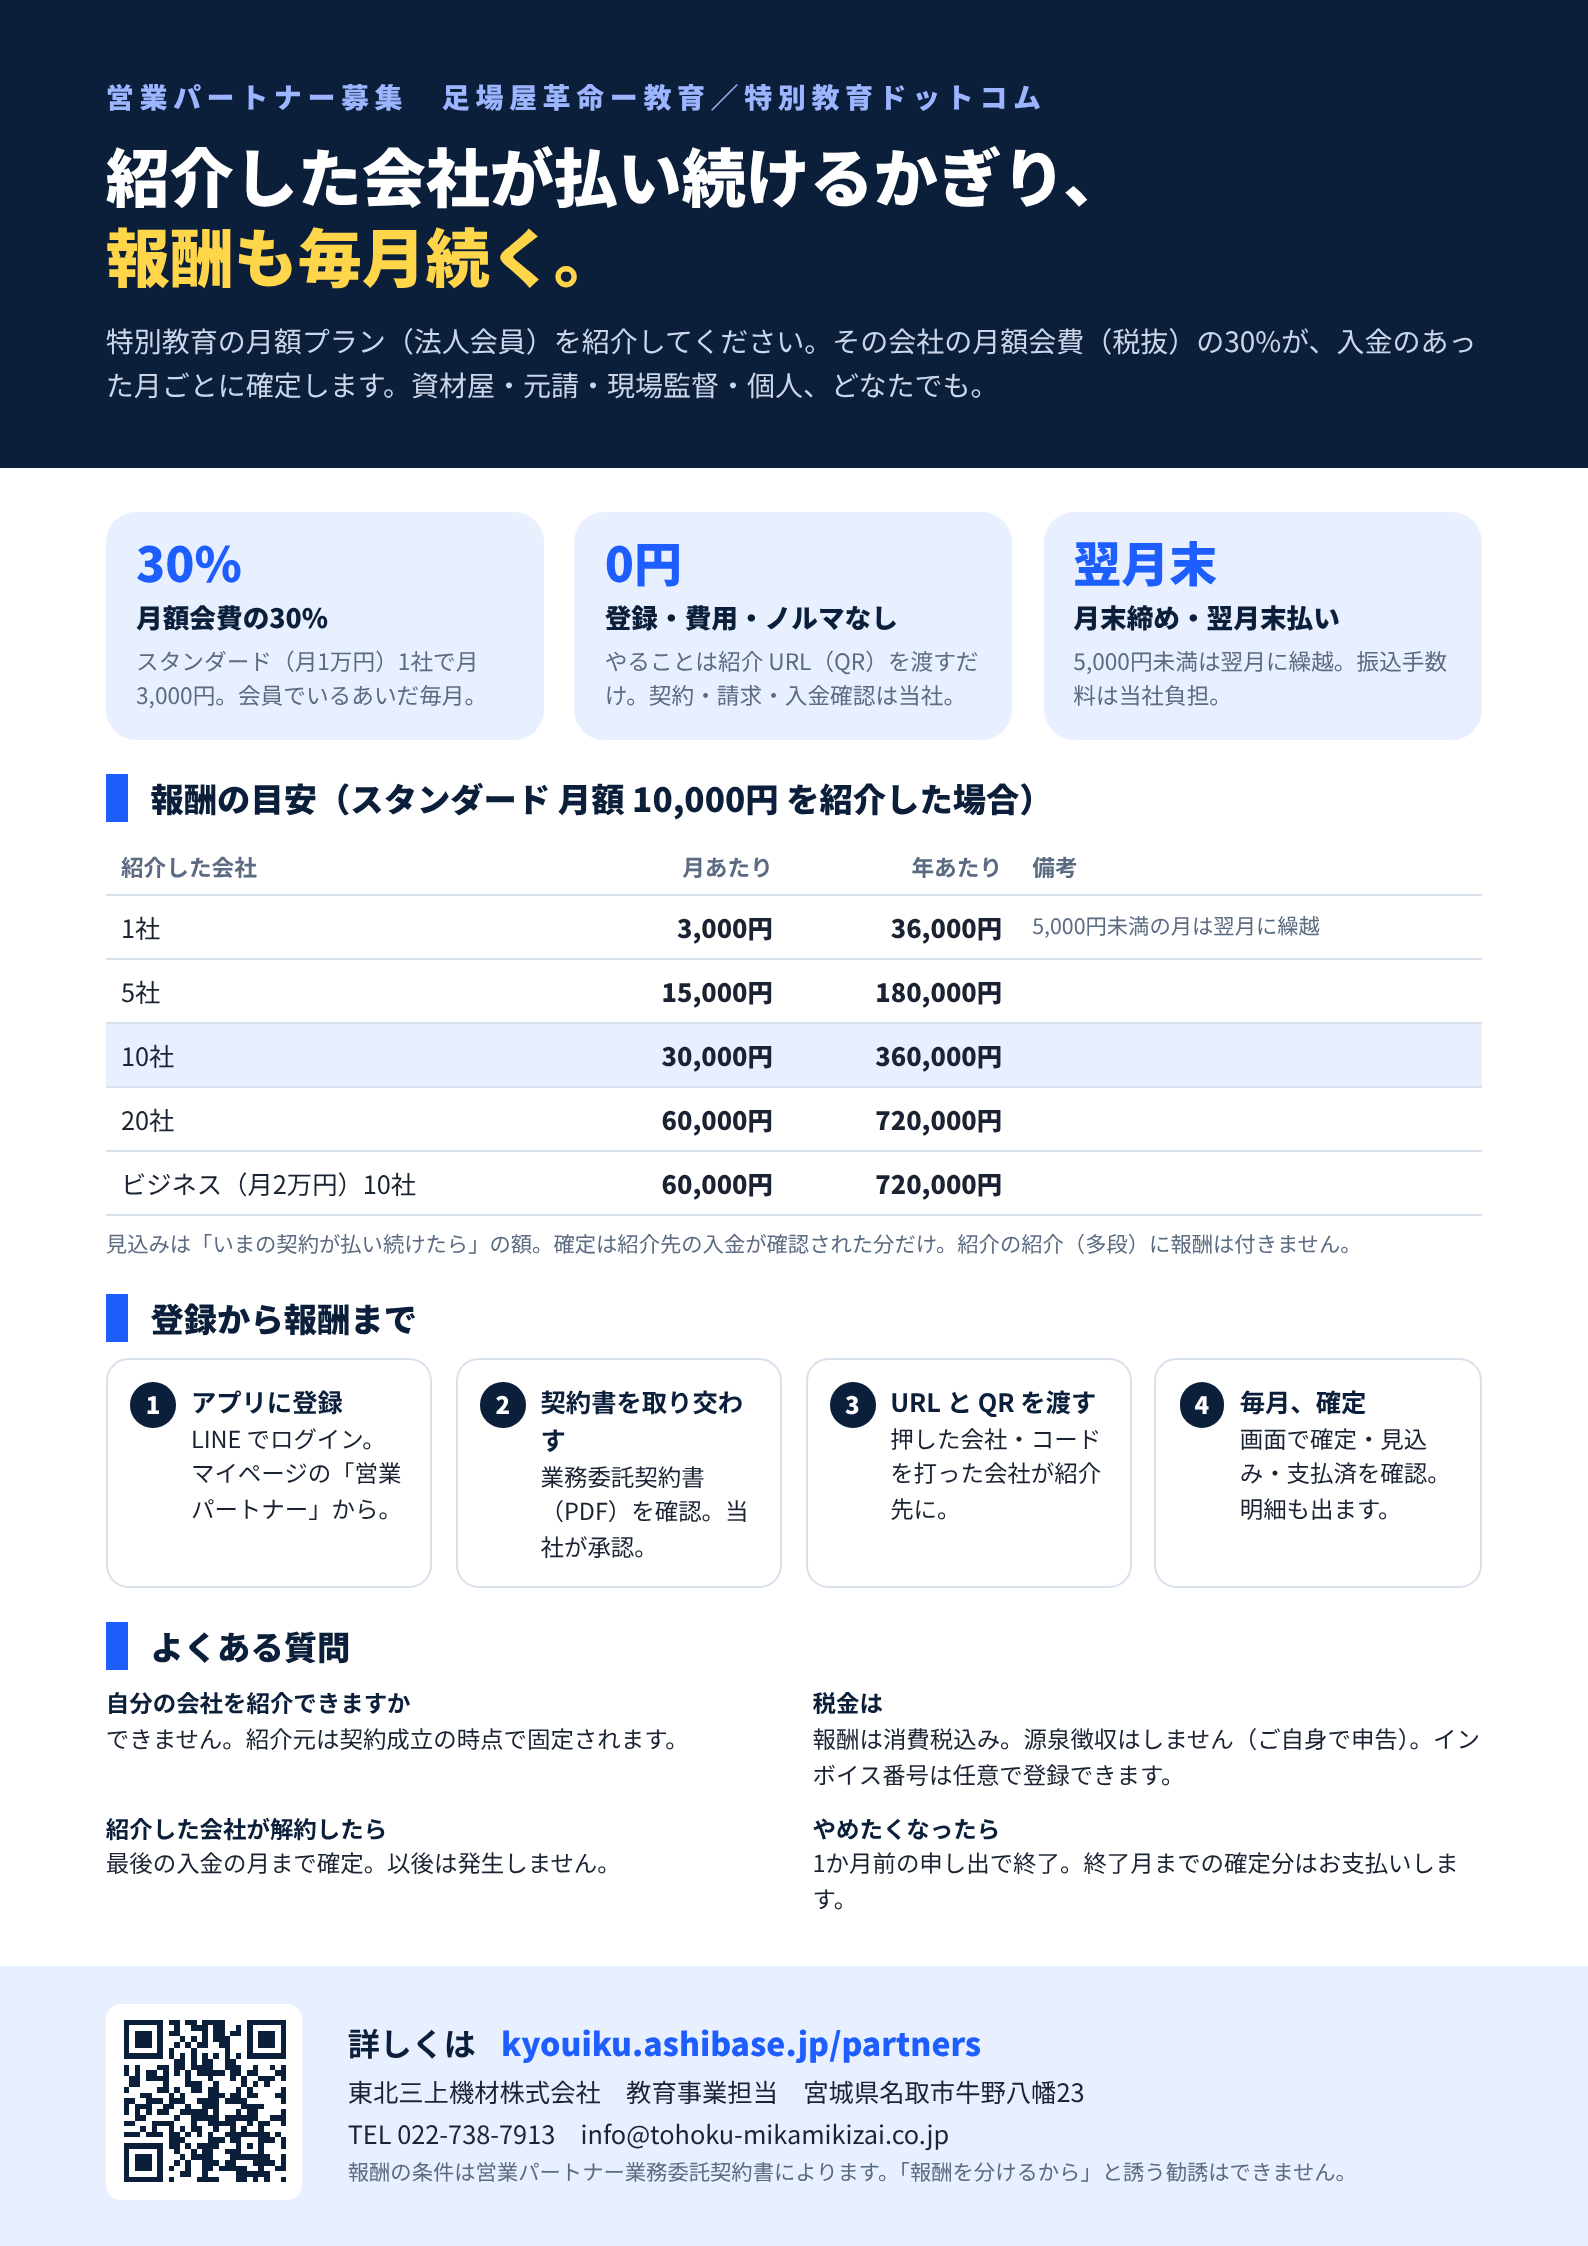 営業パートナー募集　足場屋革命ー教育／特別教育ドットコム
紹介した会社が払い続けるかぎり、
報酬も毎月続く。
特別教育の月額プラン（法人会員）を紹介してください。その会社の月額会費（税抜）の30%が、入金のあっ
た月ごとに確定します。資材屋・元請・現場監督・個人、どなたでも。
30%
月額会費の30%
スタンダード（月1万円）1社で月
3,000円。会員でいるあいだ毎月。
0円
登録・費用・ノルマなし
やることは紹介 URL（QR）を渡すだ
け。契約・請求・入金確認は当社。
翌月末
月末締め・翌月末払い
5,000円未満は翌月に繰越。振込手数
料は当社負担。
報酬の目安（スタンダード 月額 10,000円 を紹介した場合）
紹介した会社 月あたり 年あたり 備考
1社 3,000円 36,000円 5,000円未満の月は翌月に繰越
5社 15,000円 180,000円
10社 30,000円 360,000円
20社 60,000円 720,000円
ビジネス（月2万円）10社 60,000円 720,000円
見込みは「いまの契約が払い続けたら」の額。確定は紹介先の入金が確認された分だけ。紹介の紹介（多段）に報酬は付きません。
登録から報酬まで
1 アプリに登録
LINE でログイン。
マイページの「営業
パートナー」から。
2 契約書を取り交わ
す
業務委託契約書
（PDF）を確認。当
社が承認。
3 URL と QR を渡す
押した会社・コード
を打った会社が紹介
先に。
4 毎月、確定
画面で確定・見込
み・支払済を確認。
明細も出ます。
よくある質問
自分の会社を紹介できますか
できません。紹介元は契約成立の時点で固定されます。
税金は
報酬は消費税込み。源泉徴収はしません（ご自身で申告）。イン
ボイス番号は任意で登録できます。
紹介した会社が解約したら
最後の入金の月まで確定。以後は発生しません。
やめたくなったら
1か月前の申し出で終了。終了月までの確定分はお支払いしま
す。
詳しくは kyouiku.ashibase.jp/partners
東北三上機材株式会社　教育事業担当　宮城県名取市牛野八幡23
TEL 022-738-7913　info@tohoku-mikamikizai.co.jp
報酬の条件は営業パートナー業務委託契約書によります。「報酬を分けるから」と誘う勧誘はできません。